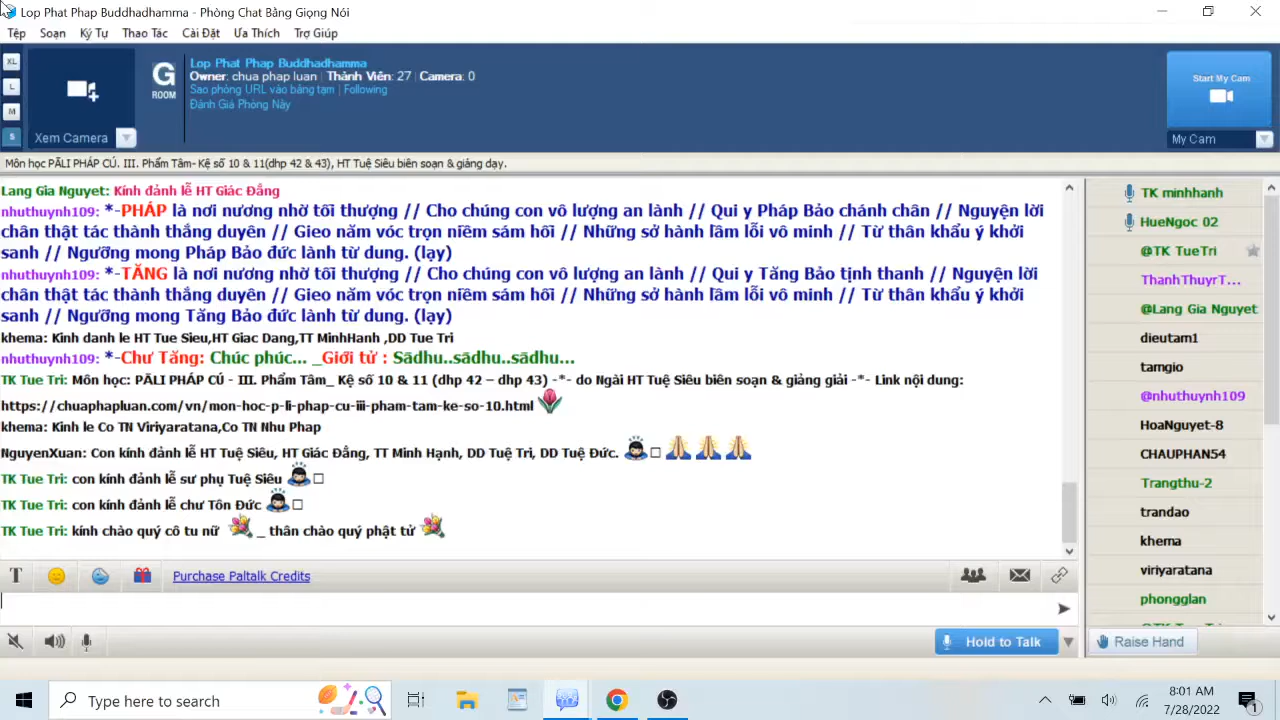 Lop Phat Phap Buddhadhamma - Phòng Chat Bằng Giọng Nói
Tệp Soạn Ký Tự Thao Tác Cài Đặt Ưa Thích Trợ Giúp
XL
L
M
S
Xem Camera
G
ROOM
Lop Phat Phap Buddhadhamma
Owner: chua phap luan | Thành Viên: 27 | Camera: 0
Sao phòng URL vào bảng tạm | Following
Đánh Giá Phòng Này
Start My Cam
My Cam
Môn học PĀLI PHÁP CÚ. III. Phẩm Tâm- Kệ số 10 & 11(dhp 42 & 43), HT Tuệ Siêu biên soạn & giảng dạy.
Lang Gia Nguyet: Kính đảnh lễ HT Giác Đẳng
nhuthuynh109: *-PHÁP là nơi nương nhờ tối thượng // Cho chúng con vô lượng an lành // Qui y Pháp Bảo chánh chân // Nguyện lời
chân thật tác thành thắng duyên // Gieo năm vóc trọn niềm sám hối // Những sở hành lầm lỗi vô minh // Từ thân khẩu ý khởi
sanh // Ngưỡng mong Pháp Bảo đức lành từ dung. (lạy)
nhuthuynh109: *-TĂNG là nơi nương nhờ tối thượng // Cho chúng con vô lượng an lành // Qui y Tăng Bảo tịnh thanh // Nguyện lời
chân thật tác thành thắng duyên // Gieo năm vóc trọn niềm sám hối // Những sở hành lầm lỗi vô minh // Từ thân khẩu ý khởi
sanh // Ngưỡng mong Tăng Bảo đức lành từ dung. (lạy)
khema: Kinh danh le HT Tue Sieu,HT Giac Dang,TT MinhHanh ,DD Tue Tri
nhuthuynh109: *-Chư Tăng: Chúc phúc... _Giới tử : Sādhu..sādhu..sādhu...
TK Tue Tri: Môn học: PĀLI PHÁP CÚ - III. Phẩm Tâm_ Kệ số 10 & 11 (dhp 42 – dhp 43) -*- do Ngài HT Tuệ Siêu biên soạn & giảng giải -*- Link nội dung:
https://chuaphapluan.com/vn/mon-hoc-p-li-phap-cu-iii-pham-tam-ke-so-10.html
khema: Kinh le Co TN Viriyaratana,Co TN Nhu Phap
NguyenXuan: Con kính đảnh lễ HT Tuệ Siêu, HT Giác Đẳng, TT Minh Hạnh, DD Tuệ Trị, DD Tuệ Đức.
TK Tue Tri: con kính đảnh lễ sư phụ Tuệ Siêu
TK Tue Tri: con kính đảnh lễ chư Tôn Đức
TK Tue Tri: kính chào quý cô tu nữ _ thân chào quý phật tử
TK minhhanh
HueNgoc 02
@TK TueTri
ThanhThuyrT...
@Lang Gia Nguyet
dieutam1
tamgio
@nhuthuynh109
HoaNguyet-8
CHAUPHAN54
Trangthu-2
trandao
khema
viriyaratana
phongglan
T Purchase Paltalk Credits
Hold to Talk
Raise Hand
Type here to search
8:01 AM
7/28/2022
1